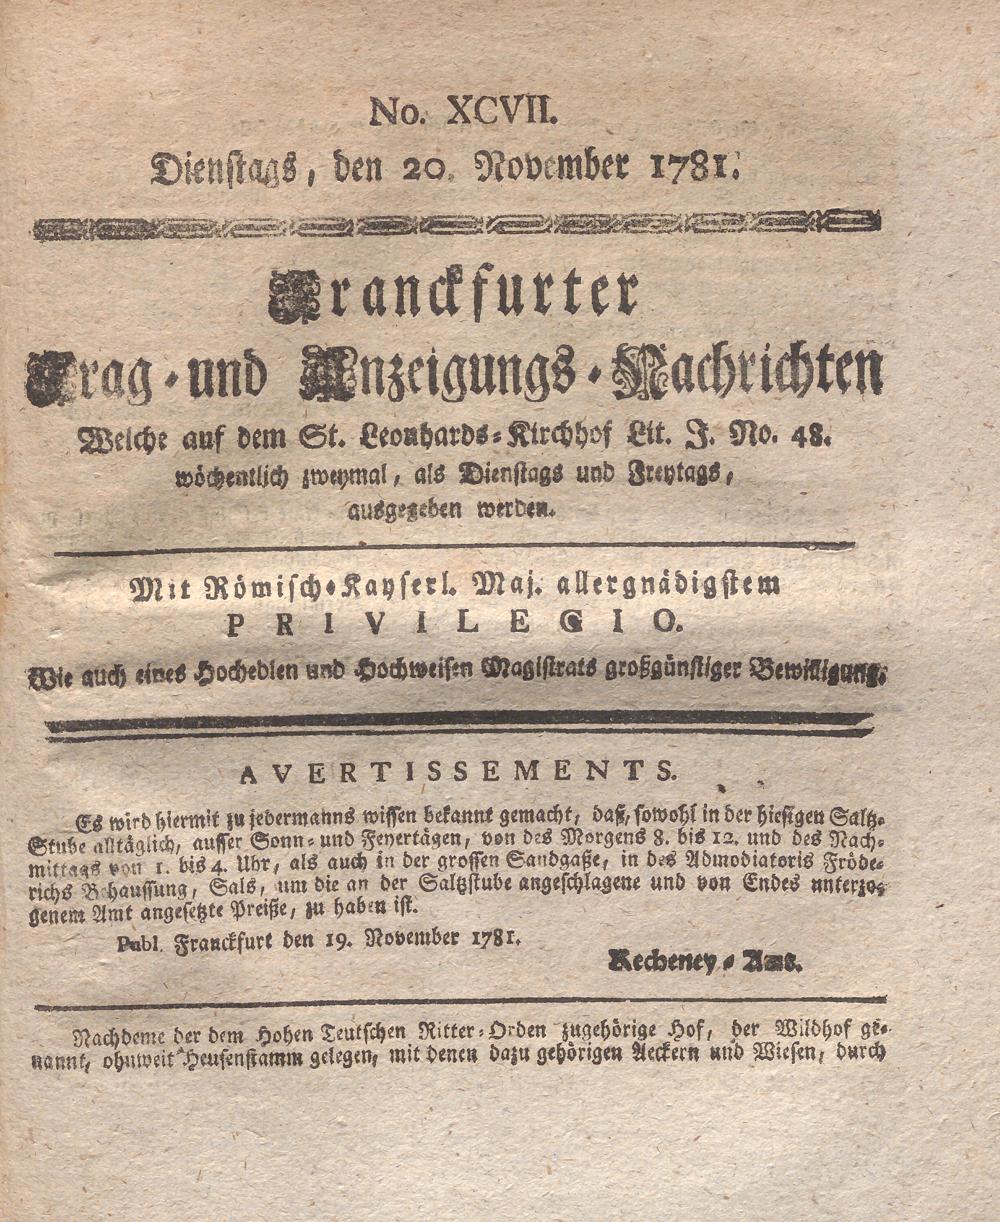 No. XCVII.
Dienstags, den 20. November 1781.
Franckfurter
Frag-und Anzeigungs-Nachrichten
Welche auf dem St. Leonhards-Kirchhof Lit. J. No. 48.
wöchentlich zweymal, als Dienstags und Freytags,
ausgegeben werden.
Mit Römisch-Kayserl. Maj. allergnädigstem
PRIVILEGIO.
Wie auch eines Hochedlen und Hochweisen Magistrats großgünstiger Bewilligung.
AVERTISSEMENTS.
Es wird hiermit zu jedermanns wissen bekannt gemacht, daß, sowohl in der hiesigen Saltz-
Stube alltäglich, ausser Sonn- und Feyertägen, von des Morgens 8. bis 12. und des Nach-
mittags von 1. bis 4. Uhr, als auch in der grossen Sandgaße, in des Admodiatoris Fröde-
richs Behaussung, Sals, um die an der Saltzstube angeschlagene und von Endes unterzo-
genem Amt angesetzte Preiße, zu haben ist.
Publ. Franckfurt den 19. November 1781.
Recheney-Amt.
Nachdeme der dem Hohen Teutschen Ritter-Orden zugehörige Hof, der Wildhof ge-
nannt, ohnweit Heusenstamm gelegen, mit denen dazu gehörigen Aeckern und Wiesen, durch